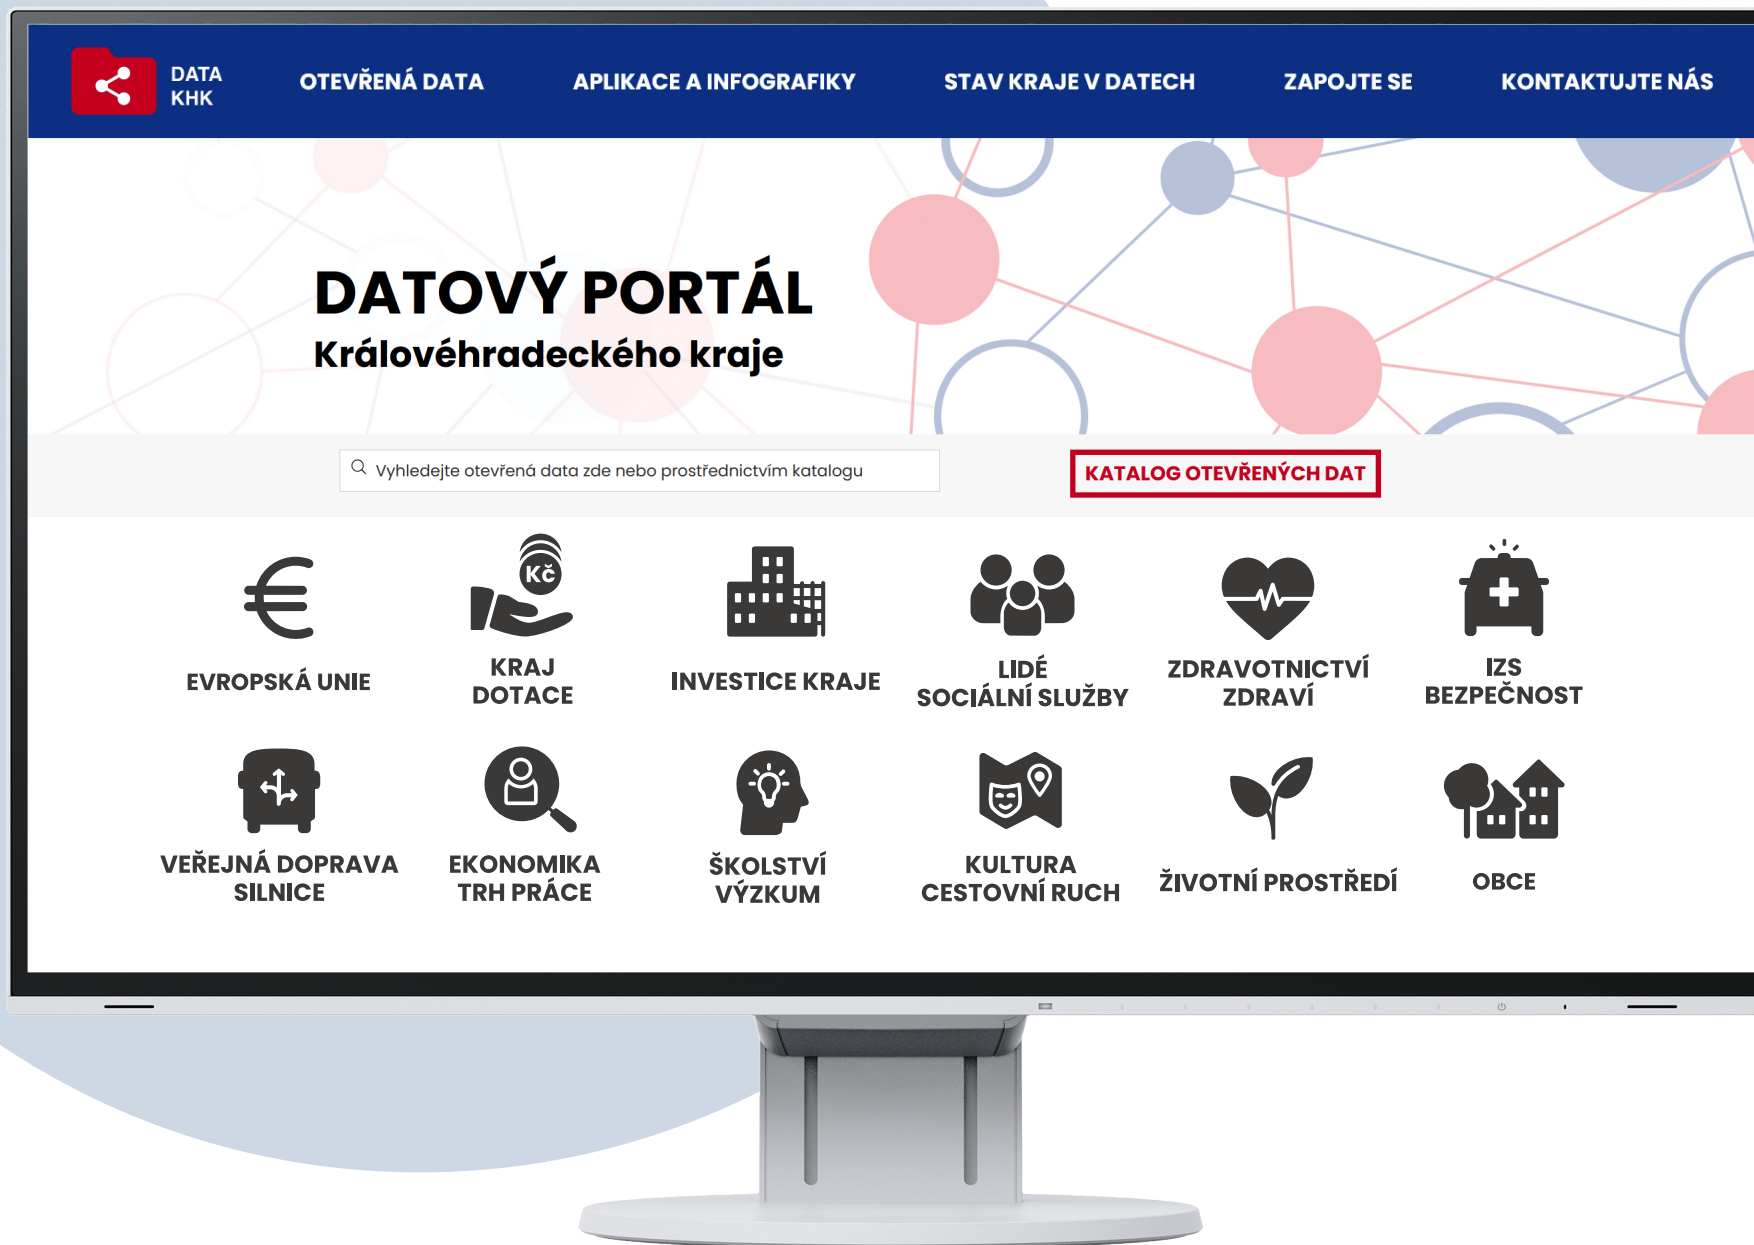 DATA
KHK
OTEVŘENÁ DATA
APLIKACE A INFOGRAFIKY
STAV KRAJE V DATECH
ZAPOJTE SE
KONTAKTUJTE NÁS
DATOVÝ PORTÁL
Královéhradeckého kraje
Vyhledejte otevřená data zde nebo prostřednictvím katalogu
KATALOG OTEVŘENÝCH DAT
Kč
EVROPSKÁ UNIE
KRAJ
DOTACE
INVESTICE KRAJE
LIDÉ
SOCIÁLNÍ SLUŽBY
ZDRAVOTNICTVÍ
ZDRAVÍ
IZS
BEZPEČNOST
VEŘEJNÁ DOPRAVA
SILNICE
EKONOMIKA
TRH PRÁCE
ŠKOLSTVÍ
VÝZKUM
KULTURA
CESTOVNÍ RUCH
ŽIVOTNÍ PROSTŘEDÍ
OBCE